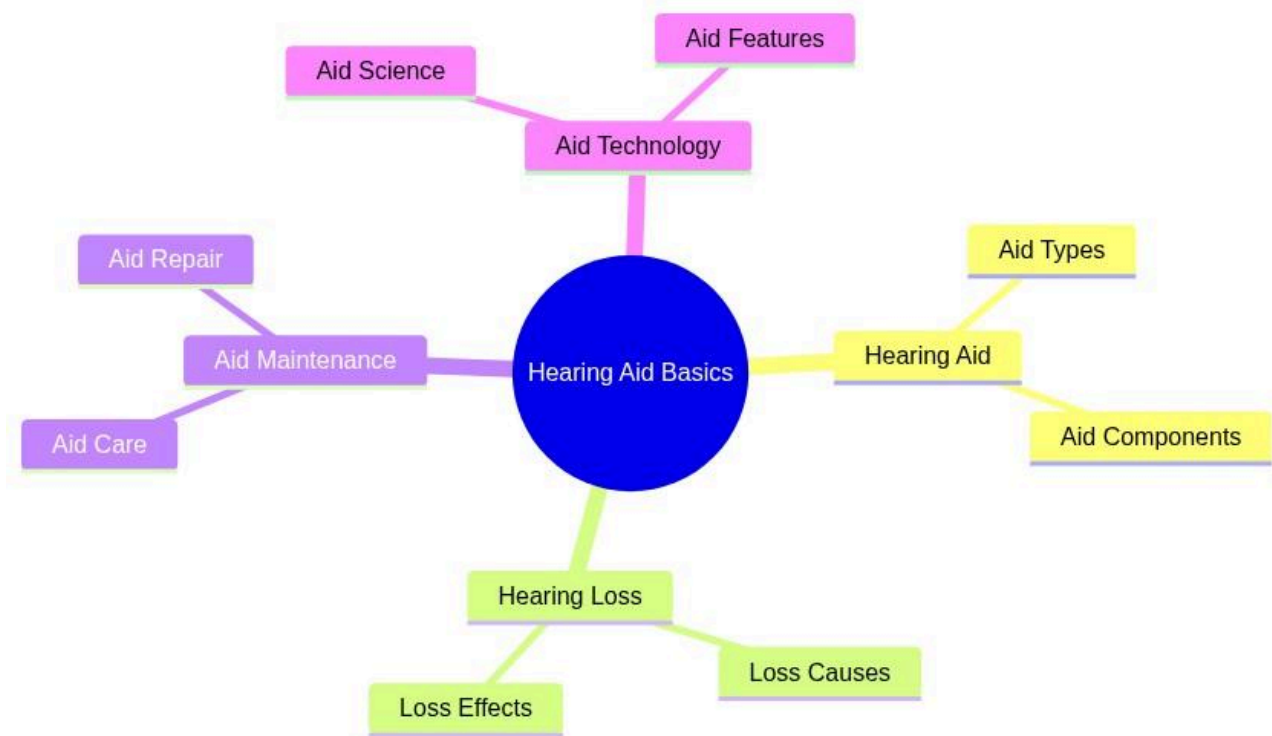 Aid Features
Aid Science
Aid Technology
Aid Types
Aid Repair
Hearing Aid
Aid Maintenance
Hearing Aid Basics
Aid Components
Aid Care
Hearing Loss
Loss Causes
Loss Effects